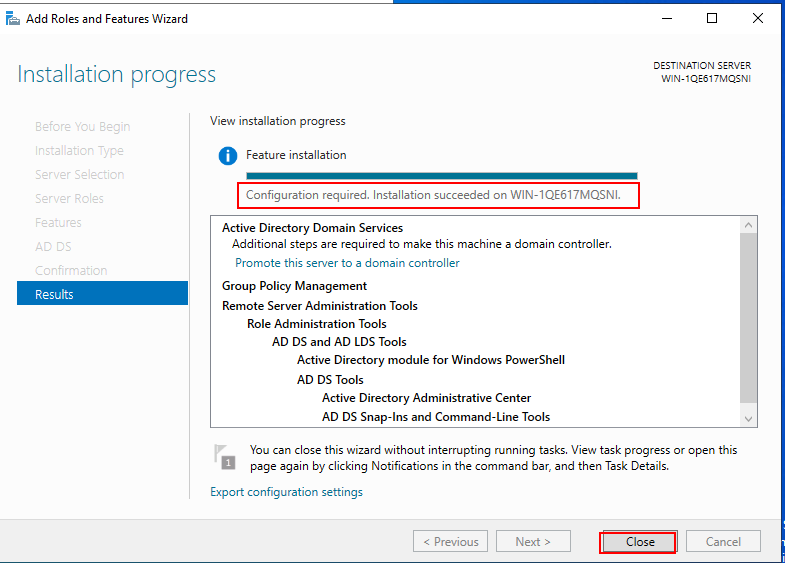 Add Roles and Features Wizard
Installation progress
DESTINATION SERVER
WIN-1QE617MQSNI
Before You Begin
Installation Type
Server Selection
Server Roles
Features
AD DS
Confirmation
Results
View installation progress
Feature installation
Configuration required. Installation succeeded on WIN-1QE617MQSNI.
Active Directory Domain Services
Additional steps are required to make this machine a domain controller.
Promote this server to a domain controller
Group Policy Management
Remote Server Administration Tools
Role Administration Tools
AD DS and AD LDS Tools
Active Directory module for Windows PowerShell
AD DS Tools
Active Directory Administrative Center
AD DS Snap-Ins and Command-Line Tools
1
You can close this wizard without interrupting running tasks. View task progress or open this
page again by clicking Notifications in the command bar, and then Task Details.
Export configuration settings
< Previous
Next >
Close
Cancel